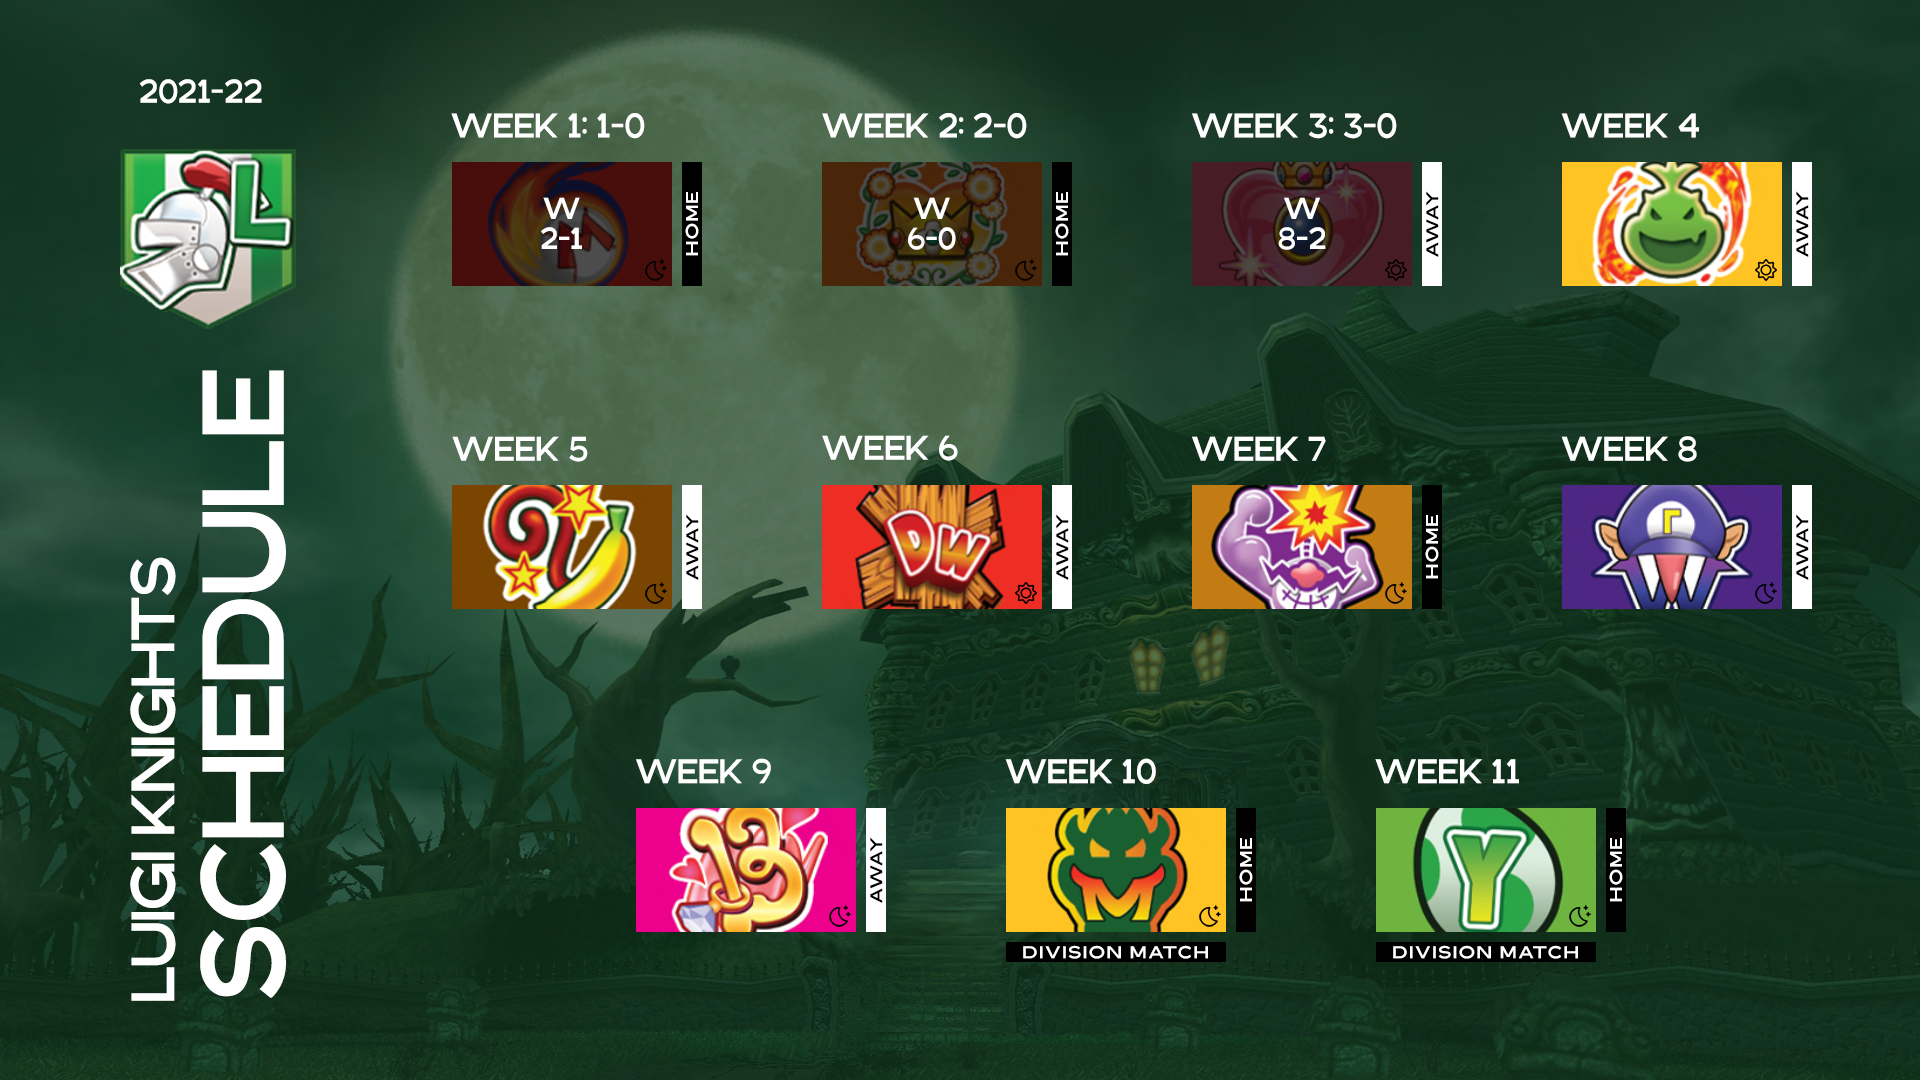 2021-22
L
LUIGI KNIGHTS
SCHEDULE
WEEK 1: 1-0
W
2-1
HOME
WEEK 2: 2-0
W
6-0
HOME
WEEK 3: 3-0
W
8-2
AWAY
WEEK 4
AWAY
WEEK 5
AWAY
WEEK 6
DW
AWAY
WEEK 7
HOME
WEEK 8
Γ
W
AWAY
WEEK 9
B
AWAY
WEEK 10
M
HOME
DIVISION MATCH
WEEK 11
Y
HOME
DIVISION MATCH